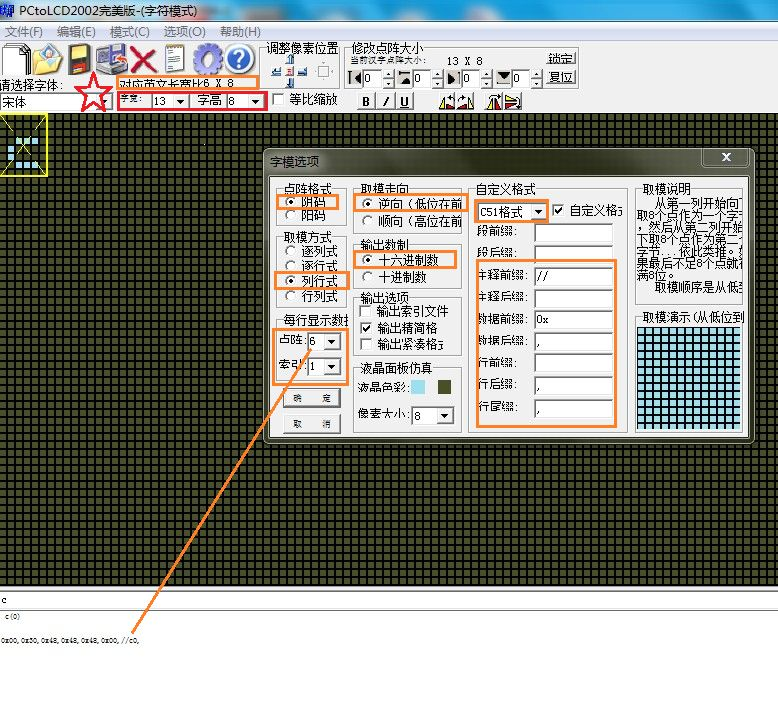 PCtoLCD2002完美版-(字符模式)
文件(F) 编辑(E) 模式(C) 选项(O) 帮助(H)
调整像素位置
修改点阵大小
当前汉字点阵大小: 13 X 8
锁定
0 0 0 0 复位
请选择字体: 对应英文长宽比6 X 8
宋体 字宽: 13 字高 8 等比缩放
B I U
字模选项
点阵格式
阴码
阳码
取模方式
逐列式
逐行式
列行式
行列式
每行显示数据
点阵: 6
索引: 1
确 定
取 消
取模走向
逆向(低位在前
顺向(高位在前
输出数制
十六进制数
十进制数
输出选项
输出索引文件
输出精简格
输出紧凑格式
液晶面板仿真
液晶色彩:
像素大小: 8
自定义格式
C51格式 自定义格式
段前缀:
段后缀:
注释前缀: //
注释后缀:
数据前缀: 0x
数据后缀: ,
行前缀:
行后缀: ,
行尾缀: ,
取模说明
从第一列开始向下
取8个点作为一个字节
,然后从第二列开始
下取8个点作为第二个
字节...依此类推。如
果最后不足8个点就补
满8位。
取模顺序是从低到
取模演示(从低位到
c
c(0)
0x00,0x30,0x48,0x48,0x48,0x00,//c0,